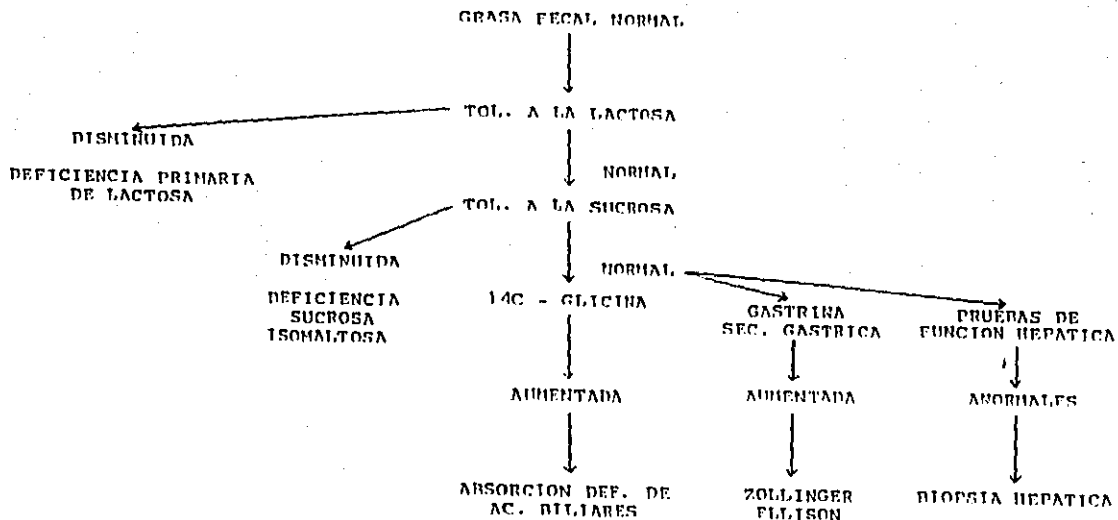 GRASA FECAL NORMAL
TOL. A LA LACTOSA
DISMINUIDA
DEFICIENCIA PRIMARIA
DE LACTOSA
NORMAL
TOL. A LA SUCROSA
DISMINUIDA
DEFICIENCIA
SUCROSA
ISOMALTOSA
NORMAL
14C - GLICINA
GASTRINA
SEC. GASTRICA
PRUEBAS DE
FUNCION HEPATICA
AUMENTADA
AUMENTADA
ANORMALES
ABSORCION DEF. DE
AC. BILIARES
ZOLLINGER
ELLISON
BIOPSIA HEPATICA